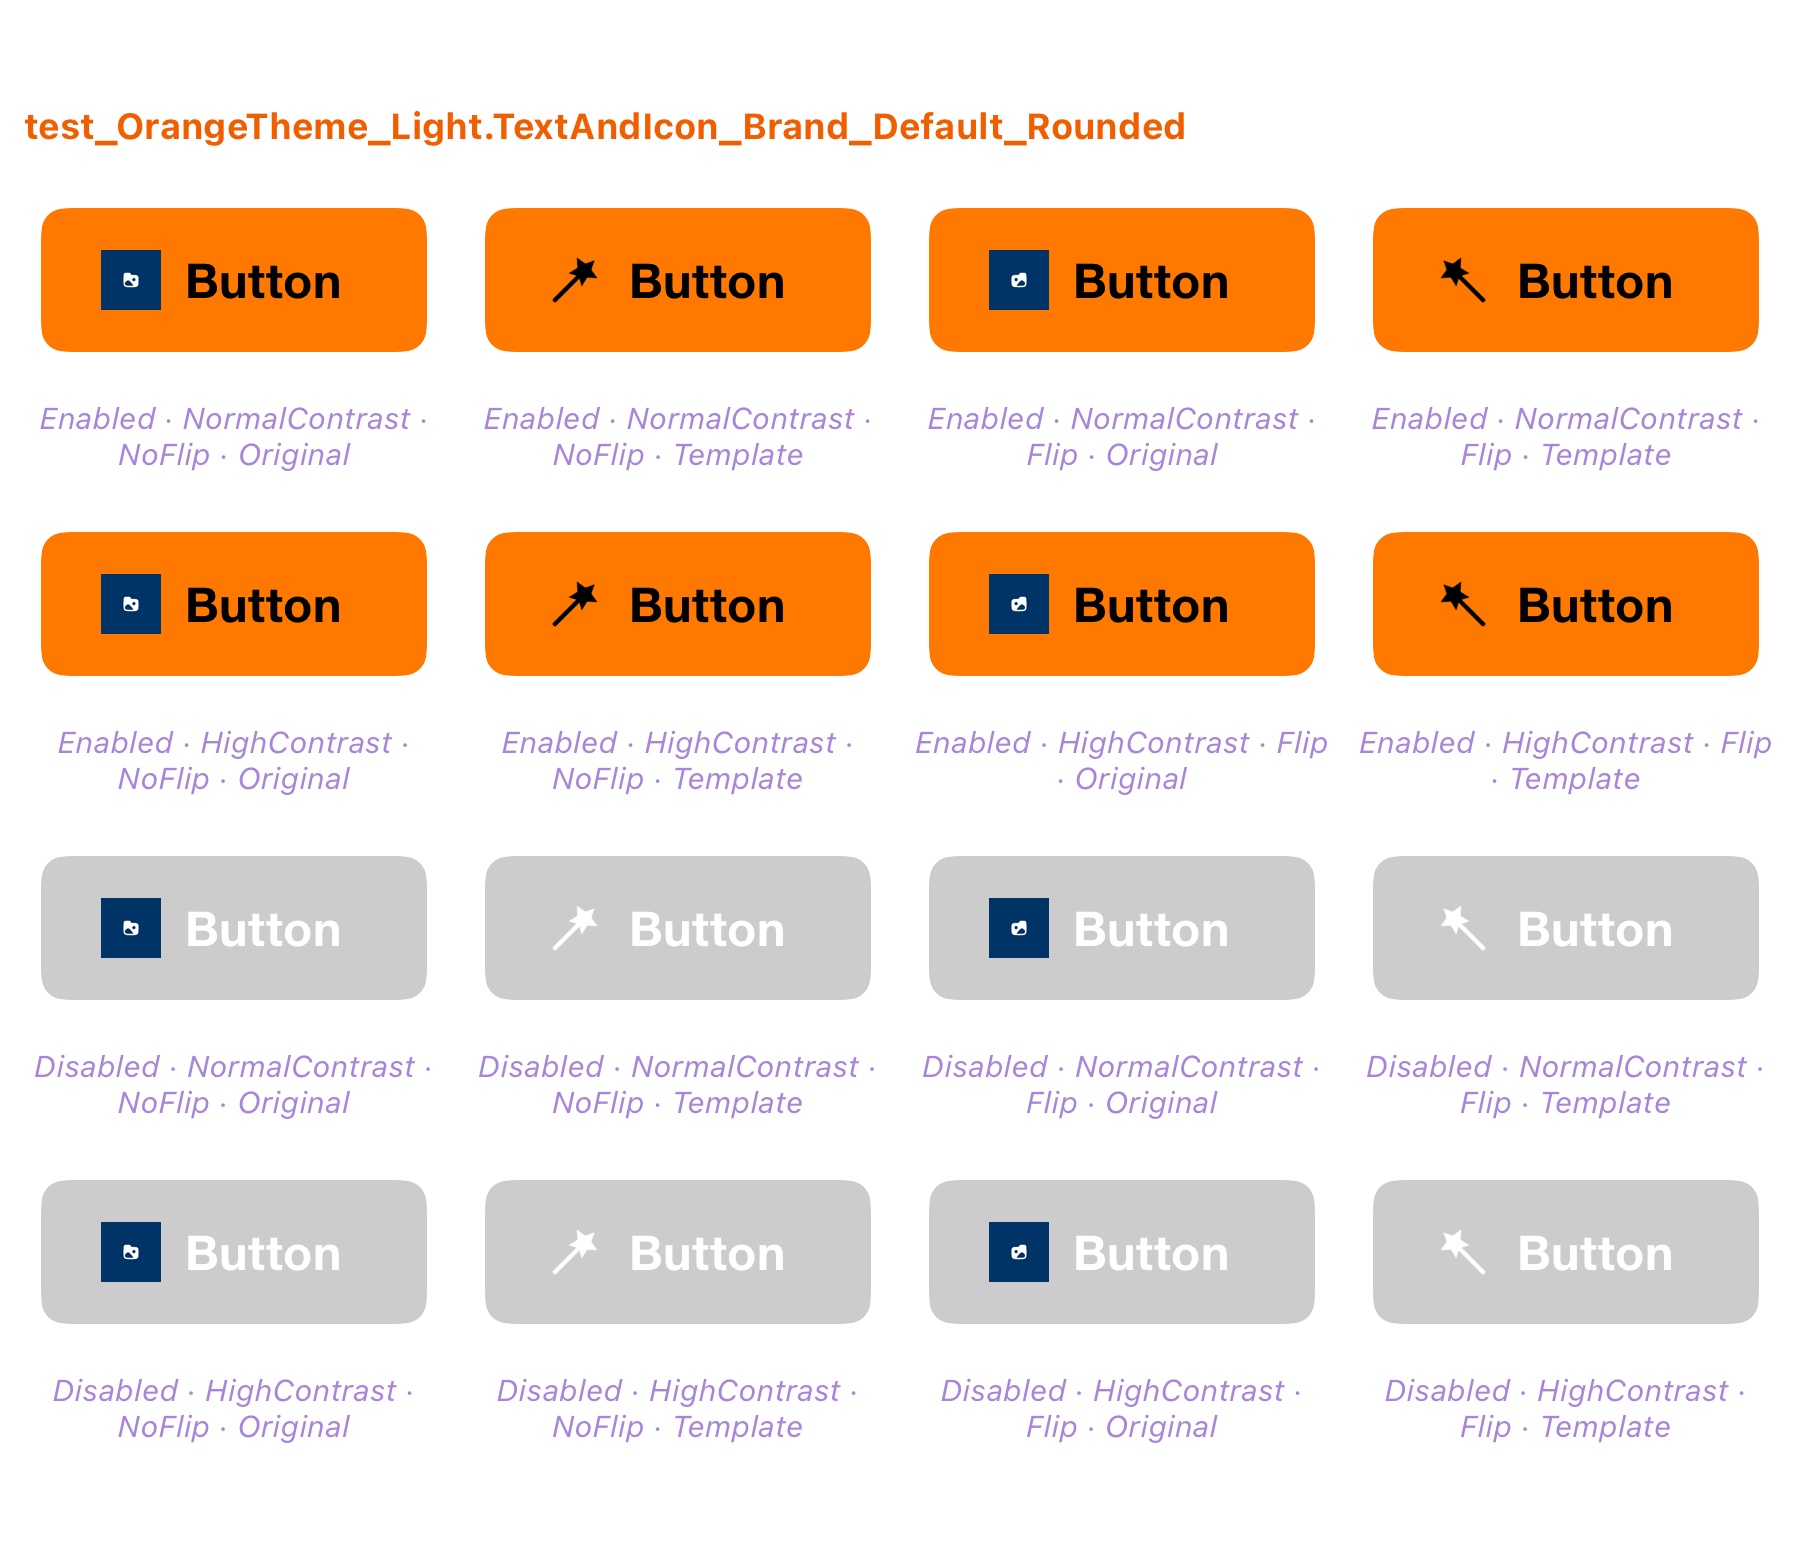 test_OrangeTheme_Light.TextAndIcon_Brand_Default_Rounded.
Button Button Button Button
Enabled · NormalContrast · Enabled · NormalContrast · Enabled · NormalContrast · Enabled · NormalContrast ·
NoFlip · Original NoFlip · Template Flip · Original Flip · Template
Button Button Button Button
Enabled · HighContrast · Enabled · HighContrast · Enabled · HighContrast · Flip Enabled · HighContrast · Flip
NoFlip · Original NoFlip · Template · Original · Template
Button Button Button Button
Disabled · NormalContrast · Disabled · NormalContrast · Disabled · NormalContrast · Disabled · NormalContrast ·
NoFlip · Original NoFlip · Template Flip · Original Flip · Template
Button Button Button Button
Disabled · HighContrast · Disabled · HighContrast · Disabled · HighContrast · Disabled · HighContrast ·
NoFlip · Original NoFlip · Template Flip · Original Flip · Template